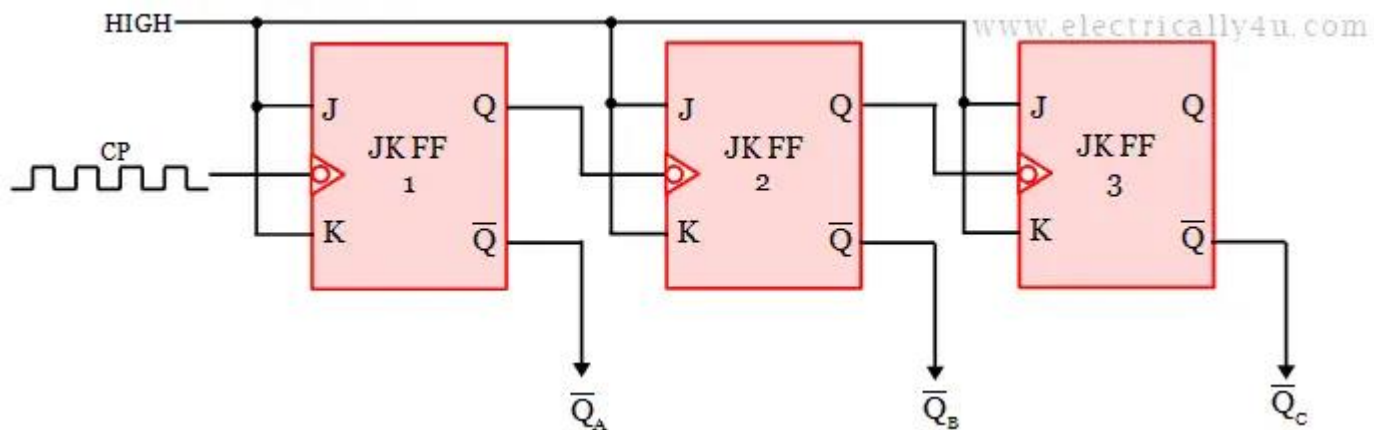 HIGH
www.electrically4u.com
CP
J
Q
JK FF
1
K
Q̅
J
Q
JK FF
2
K
Q̅
J
Q
JK FF
3
K
Q̅
Q̅A
Q̅B
Q̅C